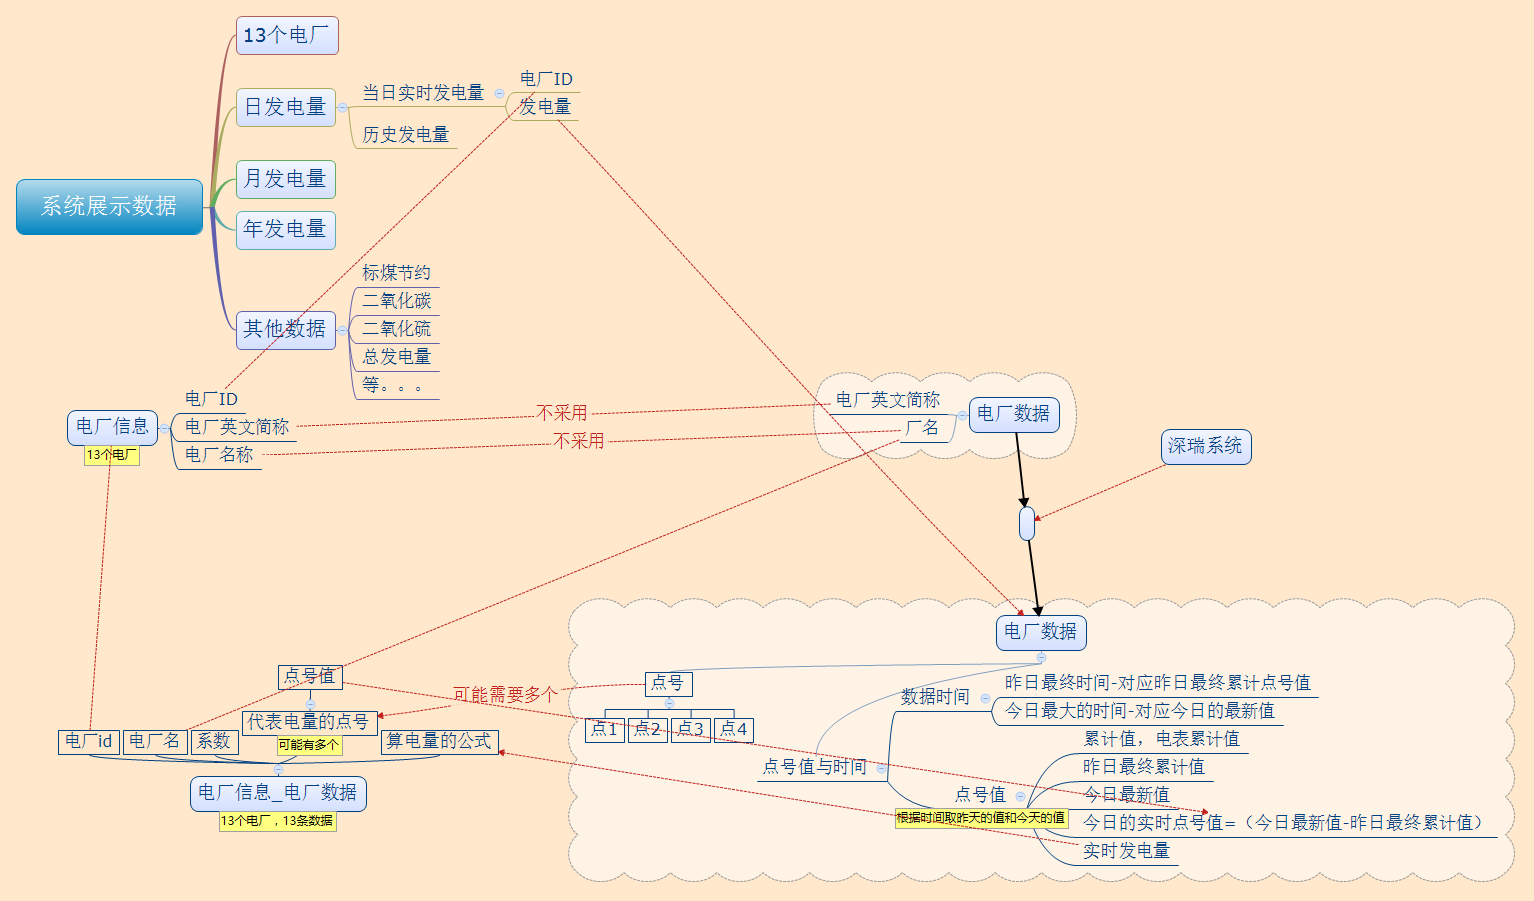 系统展示数据
13个电厂
日发电量
当日实时发电量
电厂ID
发电量
历史发电量
月发电量
年发电量
其他数据
标煤节约
二氧化碳
二氧化硫
总发电量
等。。。
电厂信息
13个电厂
电厂ID
电厂英文简称
电厂名称
不采用
不采用
电厂英文简称
厂名
电厂数据
深瑞系统
电厂数据
点号
点1
点2
点3
点4
可能需要多个
点号值与时间
数据时间
昨日最终时间-对应昨日最终累计点号值
今日最大的时间-对应今日的最新值
点号值
根据时间取昨天的值和今天的值
累计值，电表累计值
昨日最终累计值
今日最新值
今日的实时点号值=（今日最新值-昨日最终累计值）
实时发电量
点号值
代表电量的点号
可能有多个
电厂id
电厂名
系数
算电量的公式
电厂信息_电厂数据
13个电厂，13条数据